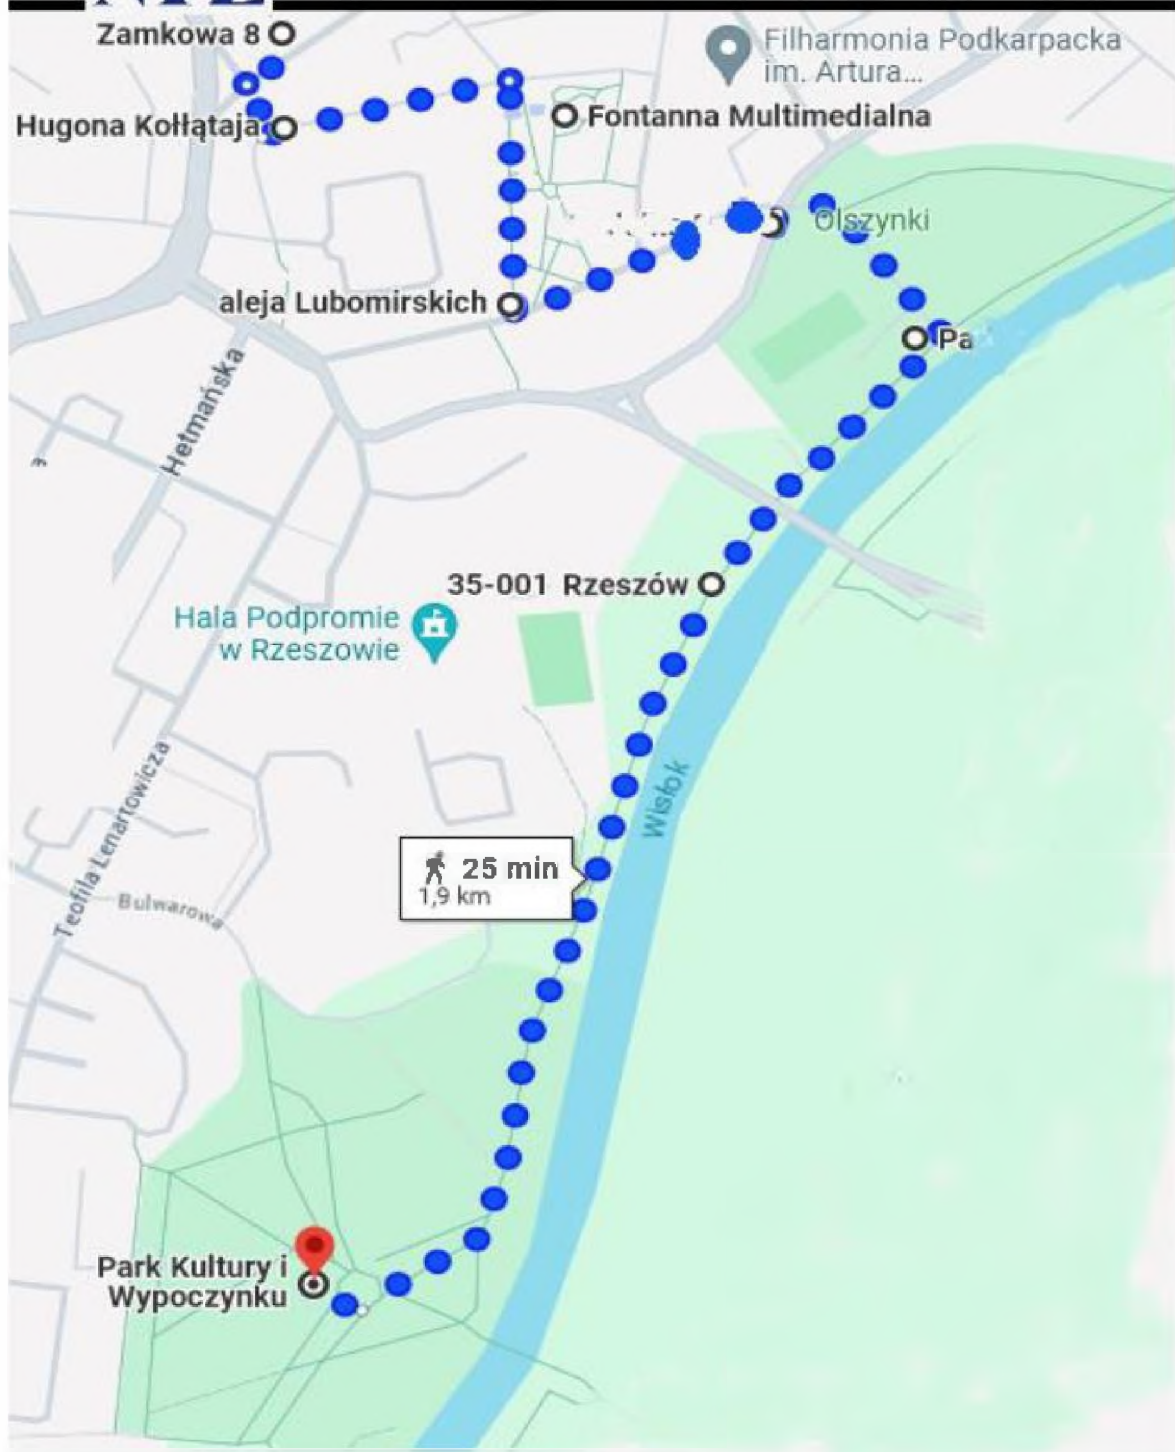 Zamkowa 8
Filharmonia Podkarpacka
im. Artura...
Hugona Kołłątaja
Fontanna Multimedialna
Olszynki
aleja Lubomirskich
Pa
Hetmańska
35-001 Rzeszów
Hala Podpromie
w Rzeszowie
Wisłok
Teofila Lenartowicza
25 min
1,9 km
Bulwarowa
Park Kultury i
Wypoczynku